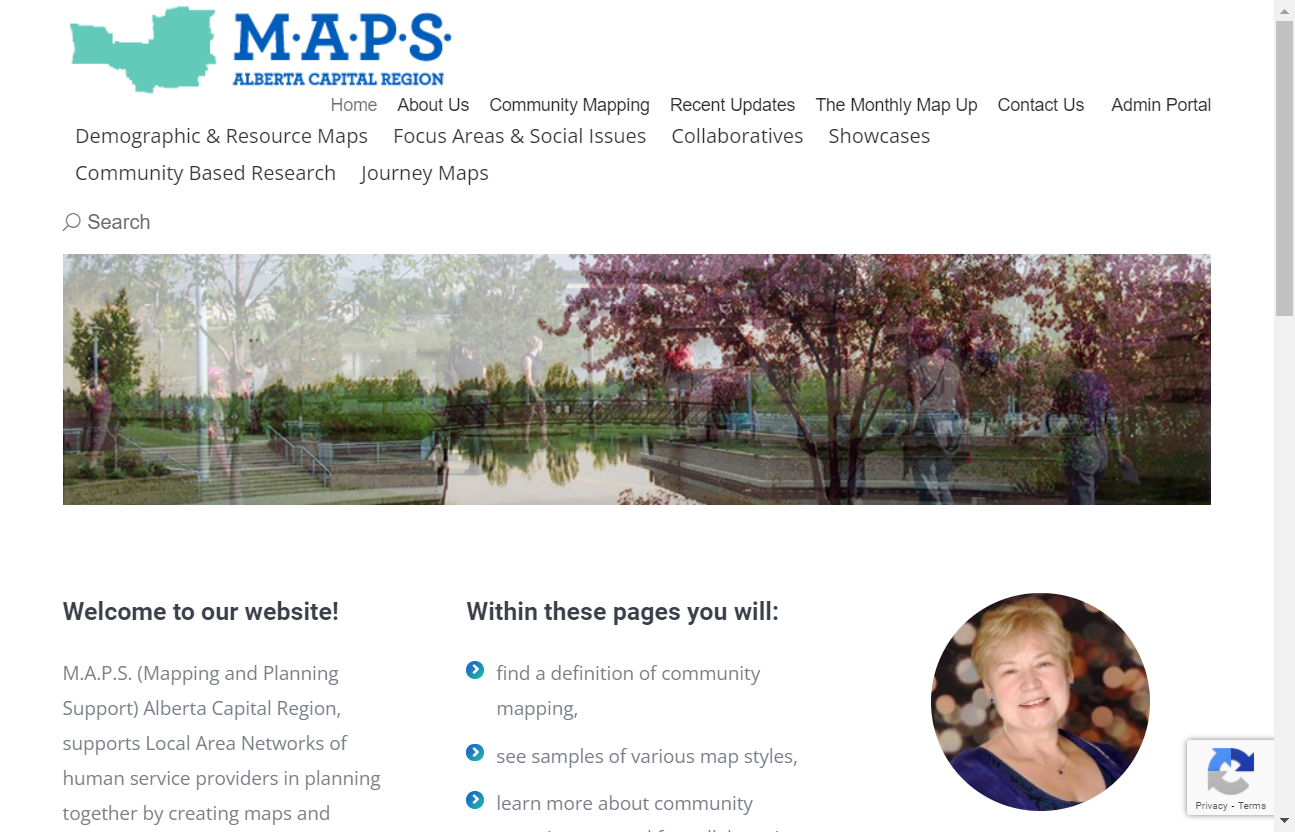 M·A·P·S·
ALBERTA CAPITAL REGION
Home About Us Community Mapping Recent Updates The Monthly Map Up Contact Us Admin Portal
Demographic & Resource Maps Focus Areas & Social Issues Collaboratives Showcases
Community Based Research Journey Maps
Search
Welcome to our website!
M.A.P.S. (Mapping and Planning
Support) Alberta Capital Region,
supports Local Area Networks of
human service providers in planning
together by creating maps and
Within these pages you will:
find a definition of community
mapping,
see samples of various map styles,
learn more about community
Privacy - Terms